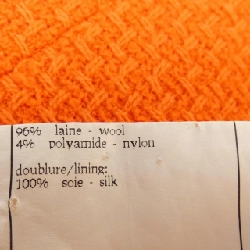 96% laine - wool
4% polyamide - nylon
doublure/lining:
100% soie - silk